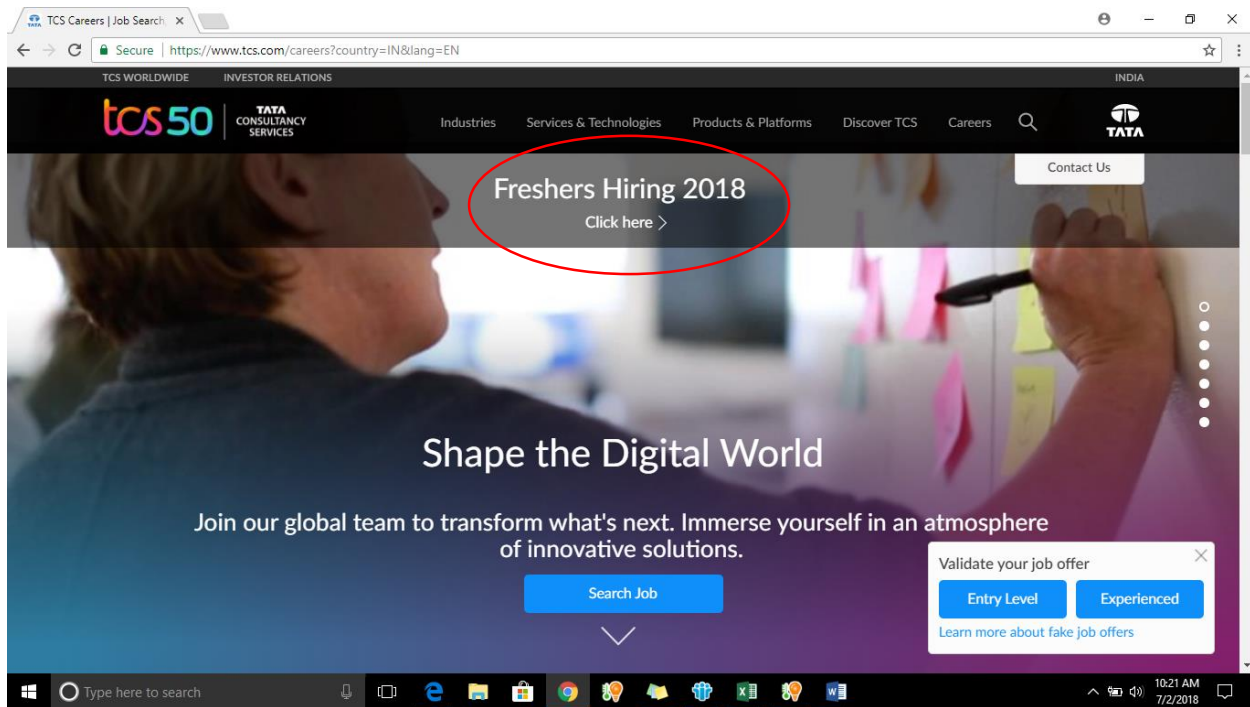 TCS Careers | Job Search
Secure | https://www.tcs.com/careers?country=IN&lang=EN
TCS WORLDWIDE INVESTOR RELATIONS INDIA
tcs 50 TATA
CONSULTANCY
SERVICES
Industries Services & Technologies Products & Platforms Discover TCS Careers
TATA
Contact Us
Freshers Hiring 2018
Click here >
Shape the Digital World
Join our global team to transform what's next. Immerse yourself in an atmosphere
of innovative solutions.
Search Job
Validate your job offer
Entry Level Experienced
Learn more about fake job offers
Type here to search
10:21 AM
7/2/2018